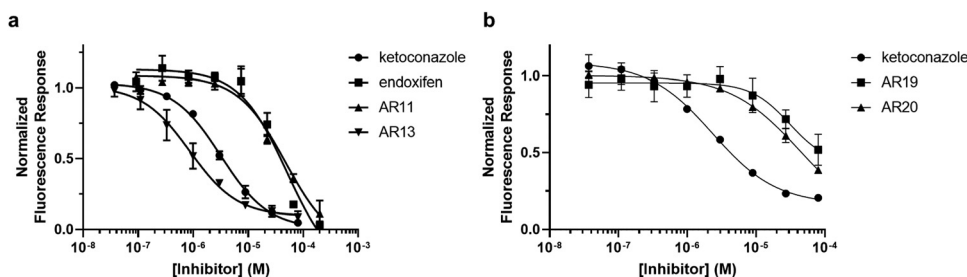 a
Normalized
Fluorescence Response
1.0
0.5
0.0
10-8
10-7
10-6
10-5
10-4
10-3
[Inhibitor] (M)
ketoconazole
endoxifen
AR11
AR13
b
Normalized
Fluorescence Response
1.0
0.5
0.0
10-8
10-7
10-6
10-5
10-4
[Inhibitor] (M)
ketoconazole
AR19
AR20